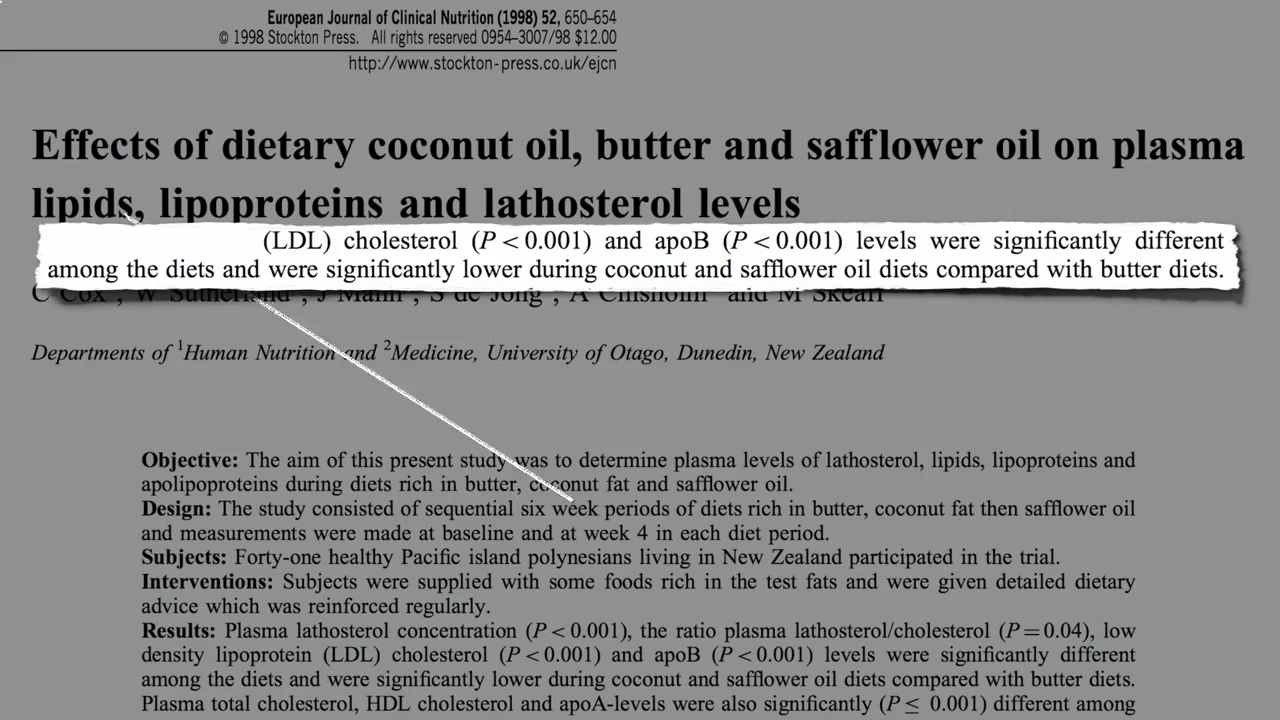 European Journal of Clinical Nutrition (1998) 52, 650–654
© 1998 Stockton Press. All rights reserved 0954–3007/98 $12.00
http://www.stockton-press.co.uk/ejcn
Effects of dietary coconut oil, butter and safflower oil on plasma
lipids, lipoproteins and lathosterol levels
(LDL) cholesterol (P < 0.001) and apoB (P < 0.001) levels were significantly different
among the diets and were significantly lower during coconut and safflower oil diets compared with butter diets.
C Cox, W Sutherland, J Mann, S de Jong, A Chisholm and M Skeaff
Departments of 1Human Nutrition and 2Medicine, University of Otago, Dunedin, New Zealand
Objective: The aim of this present study was to determine plasma levels of lathosterol, lipids, lipoproteins and
apolipoproteins during diets rich in butter, coconut fat and safflower oil.
Design: The study consisted of sequential six week periods of diets rich in butter, coconut fat then safflower oil
and measurements were made at baseline and at week 4 in each diet period.
Subjects: Forty-one healthy Pacific island polynesians living in New Zealand participated in the trial.
Interventions: Subjects were supplied with some foods rich in the test fats and were given detailed dietary
advice which was reinforced regularly.
Results: Plasma lathosterol concentration (P < 0.001), the ratio plasma lathosterol/cholesterol (P = 0.04), low
density lipoprotein (LDL) cholesterol (P < 0.001) and apoB (P < 0.001) levels were significantly different
among the diets and were significantly lower during coconut and safflower oil diets compared with butter diets.
Plasma total cholesterol, HDL cholesterol and apoA-levels were also significantly (P ≤ 0.001) different among